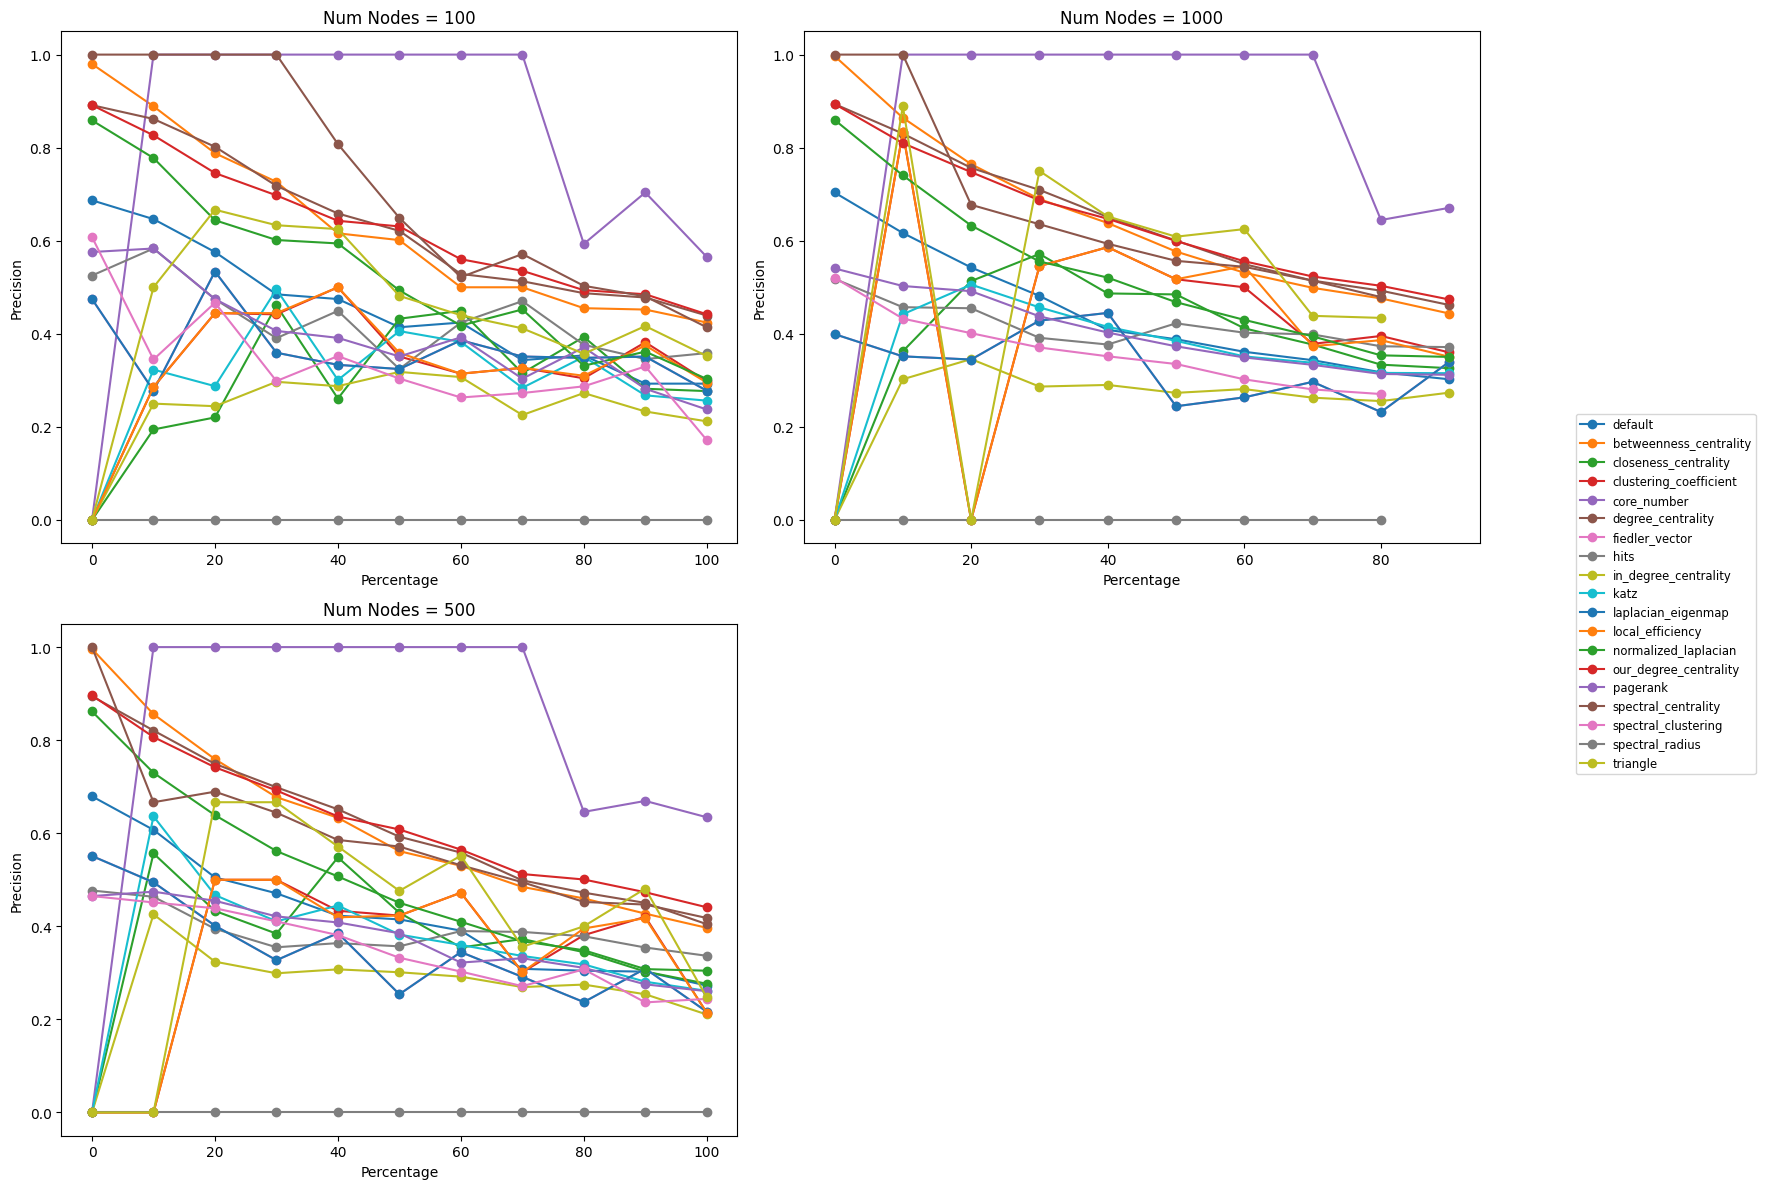 Num Nodes = 100
1.0
0.8
0.6
0.4
0.2
0.0
Precision
0 20 40 60 80 100
Percentage
Num Nodes = 1000
1.0
0.8
0.6
0.4
0.2
0.0
Precision
0 20 40 60 80
Percentage
Num Nodes = 500
1.0
0.8
0.6
0.4
0.2
0.0
Precision
0 20 40 60 80 100
Percentage
default
betweenness_centrality
closeness_centrality
clustering_coefficient
core_number
degree_centrality
fiedler_vector
hits
in_degree_centrality
katz
laplacian_eigenmap
local_efficiency
normalized_laplacian
our_degree_centrality
pagerank
spectral_centrality
spectral_clustering
spectral_radius
triangle